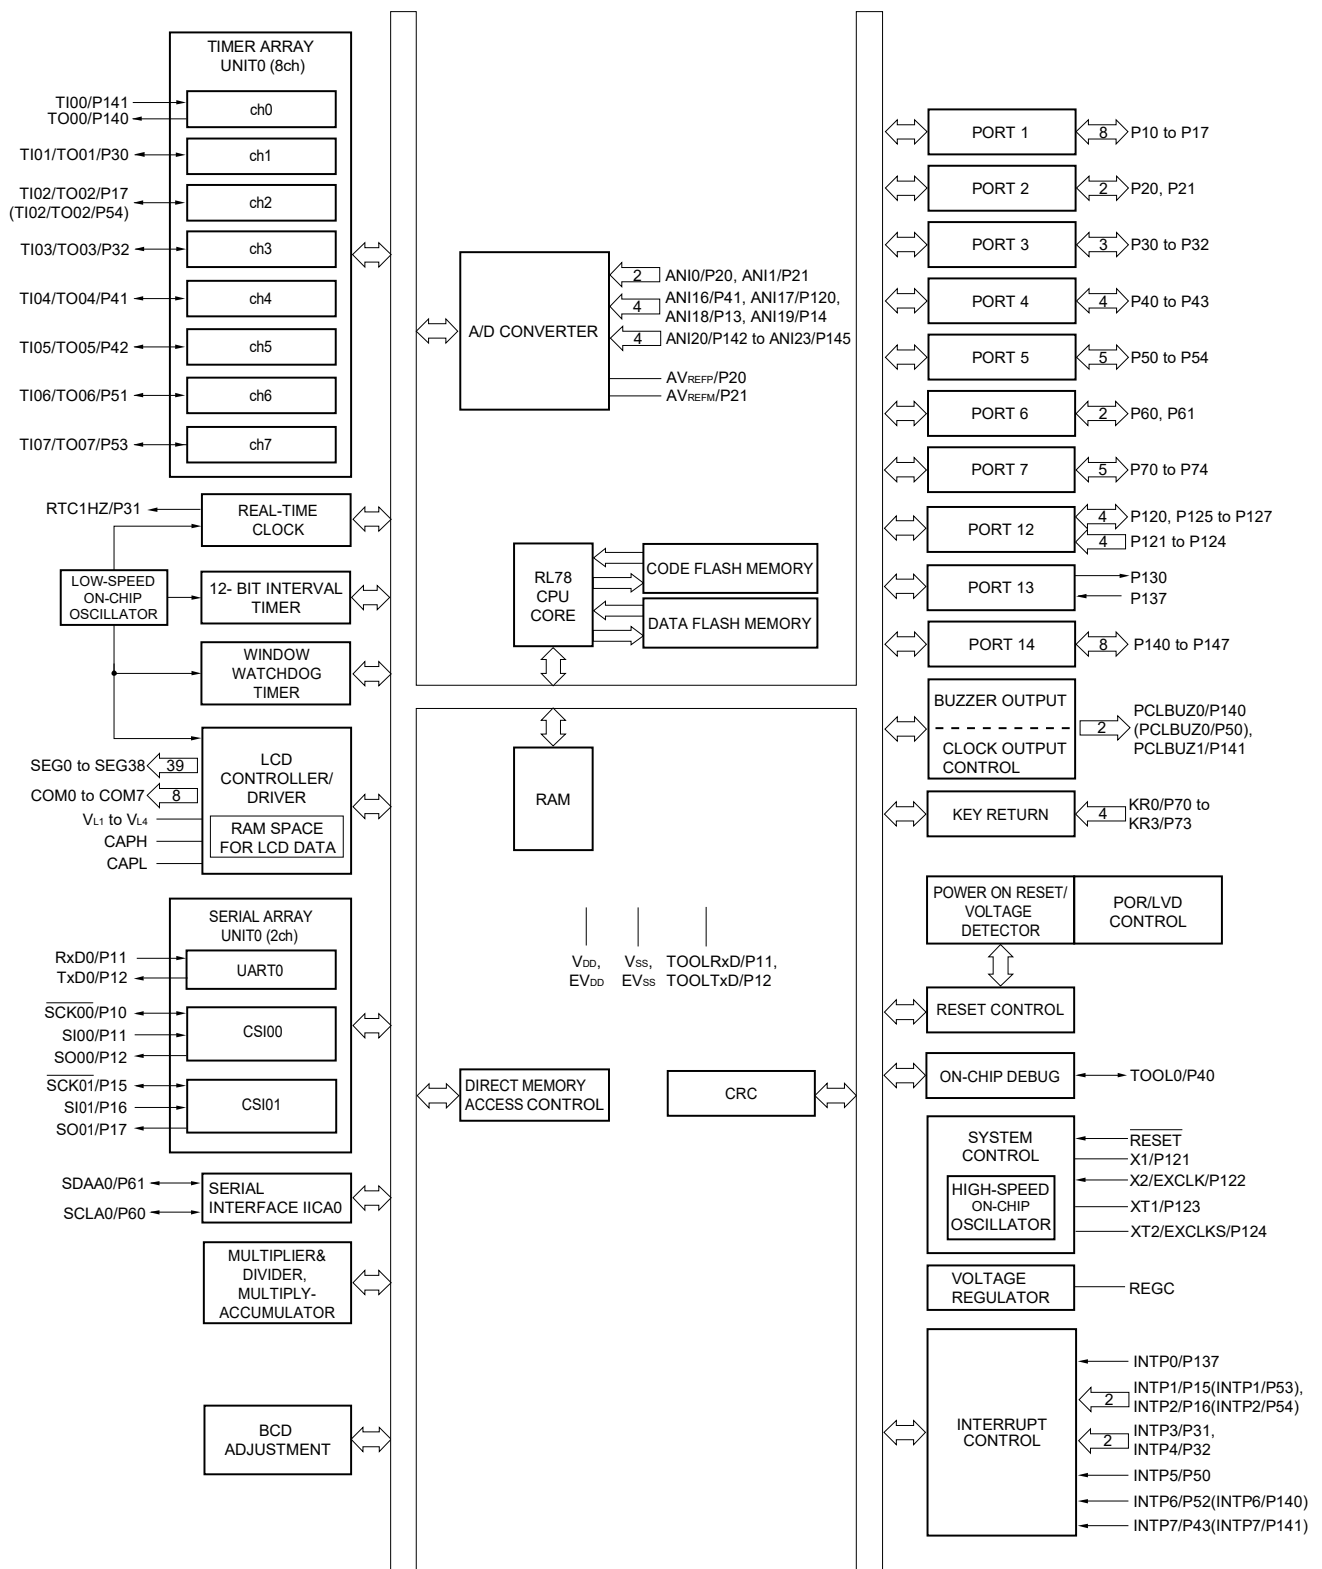 TIMER ARRAY
UNIT0 (8ch)
TI00/P141
TO00/P140
ch0
TI01/TO01/P30
ch1
TI02/TO02/P17
(TI02/TO02/P54)
ch2
TI03/TO03/P32
ch3
TI04/TO04/P41
ch4
TI05/TO05/P42
ch5
TI06/TO06/P51
ch6
TI07/TO07/P53
ch7
RTC1HZ/P31
REAL-TIME
CLOCK
LOW-SPEED
ON-CHIP
OSCILLATOR
12- BIT INTERVAL
TIMER
WINDOW
WATCHDOG
TIMER
LCD
CONTROLLER/
DRIVER
RAM SPACE
FOR LCD DATA
SEG0 to SEG38
39
COM0 to COM7
8
VL1 to VL4
CAPH
CAPL
SERIAL ARRAY
UNIT0 (2ch)
RxD0/P11
TxD0/P12
UART0
SCK00/P10
SI00/P11
SO00/P12
CSI00
SCK01/P15
SI01/P16
SO01/P17
CSI01
SDAA0/P61
SCLA0/P60
SERIAL
INTERFACE IICA0
MULTIPLIER&
DIVIDER,
MULTIPLY-
ACCUMULATOR
BCD
ADJUSTMENT
A/D CONVERTER
2
ANI0/P20, ANI1/P21
4
ANI16/P41, ANI17/P120,
ANI18/P13, ANI19/P14
4
ANI20/P142 to ANI23/P145
AVREFP/P20
AVREFM/P21
RL78
CPU
CORE
CODE FLASH MEMORY
DATA FLASH MEMORY
RAM
VDD,
EVDD
VSS,
EVSS
TOOLRxD/P11,
TOOLTxD/P12
DIRECT MEMORY
ACCESS CONTROL
CRC
PORT 1
8
P10 to P17
PORT 2
2
P20, P21
PORT 3
3
P30 to P32
PORT 4
4
P40 to P43
PORT 5
5
P50 to P54
PORT 6
2
P60, P61
PORT 7
5
P70 to P74
PORT 12
4
P120, P125 to P127
4
P121 to P124
PORT 13
P130
P137
PORT 14
8
P140 to P147
BUZZER OUTPUT
CLOCK OUTPUT
CONTROL
2
PCLBUZ0/P140
(PCLBUZ0/P50),
PCLBUZ1/P141
KEY RETURN
4
KR0/P70 to
KR3/P73
POWER ON RESET/
VOLTAGE
DETECTOR
POR/LVD
CONTROL
RESET CONTROL
ON-CHIP DEBUG
TOOL0/P40
SYSTEM
CONTROL
HIGH-SPEED
ON-CHIP
OSCILLATOR
RESET
X1/P121
X2/EXCLK/P122
XT1/P123
XT2/EXCLKS/P124
VOLTAGE
REGULATOR
REGC
INTERRUPT
CONTROL
INTP0/P137
2
INTP1/P15(INTP1/P53),
INTP2/P16(INTP2/P54)
2
INTP3/P31,
INTP4/P32
INTP5/P50
INTP6/P52(INTP6/P140)
INTP7/P43(INTP7/P141)